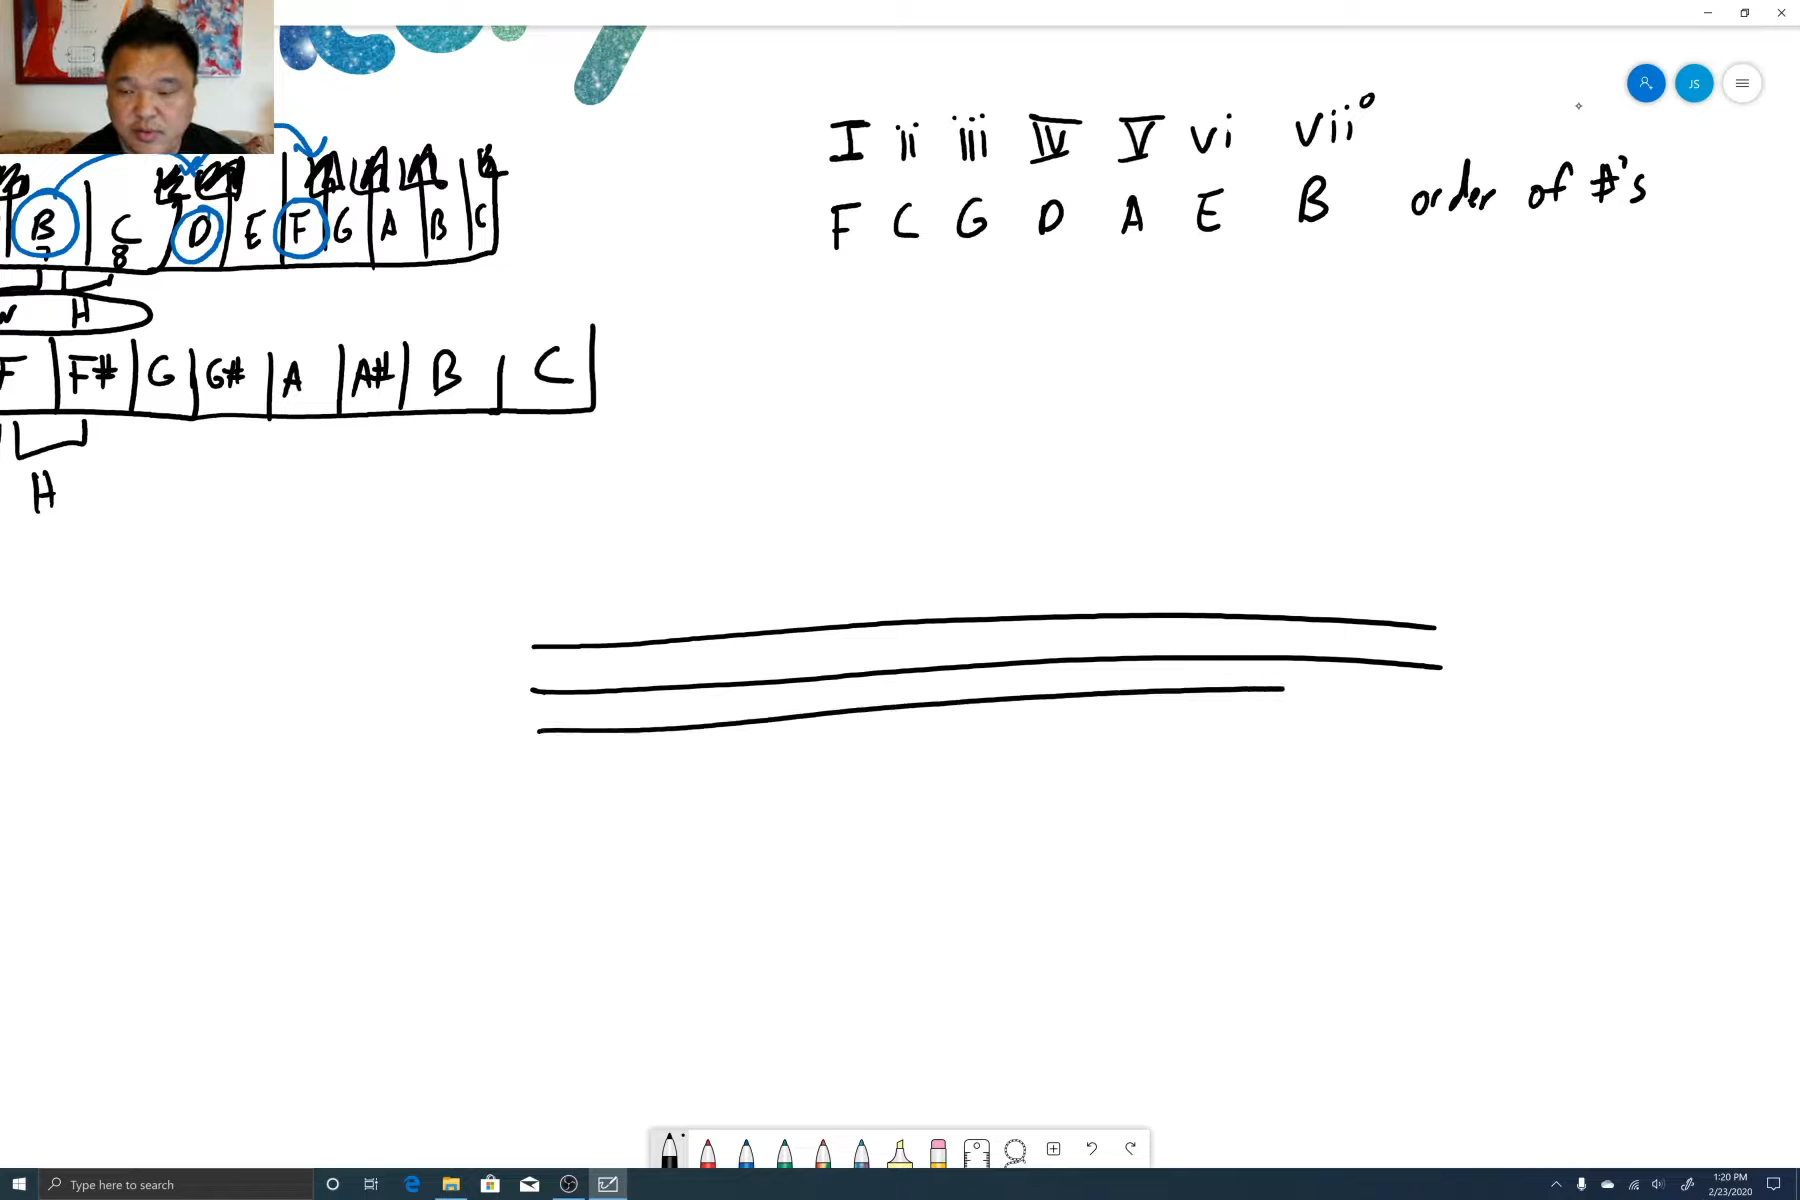 JS
I ii iii IV V vi vii°
F C G D A E B order of #'s
B C D E F G A B C
7 8
H
F F# G G# A A# B C
H
Type here to search
1:20 PM
2/23/2020